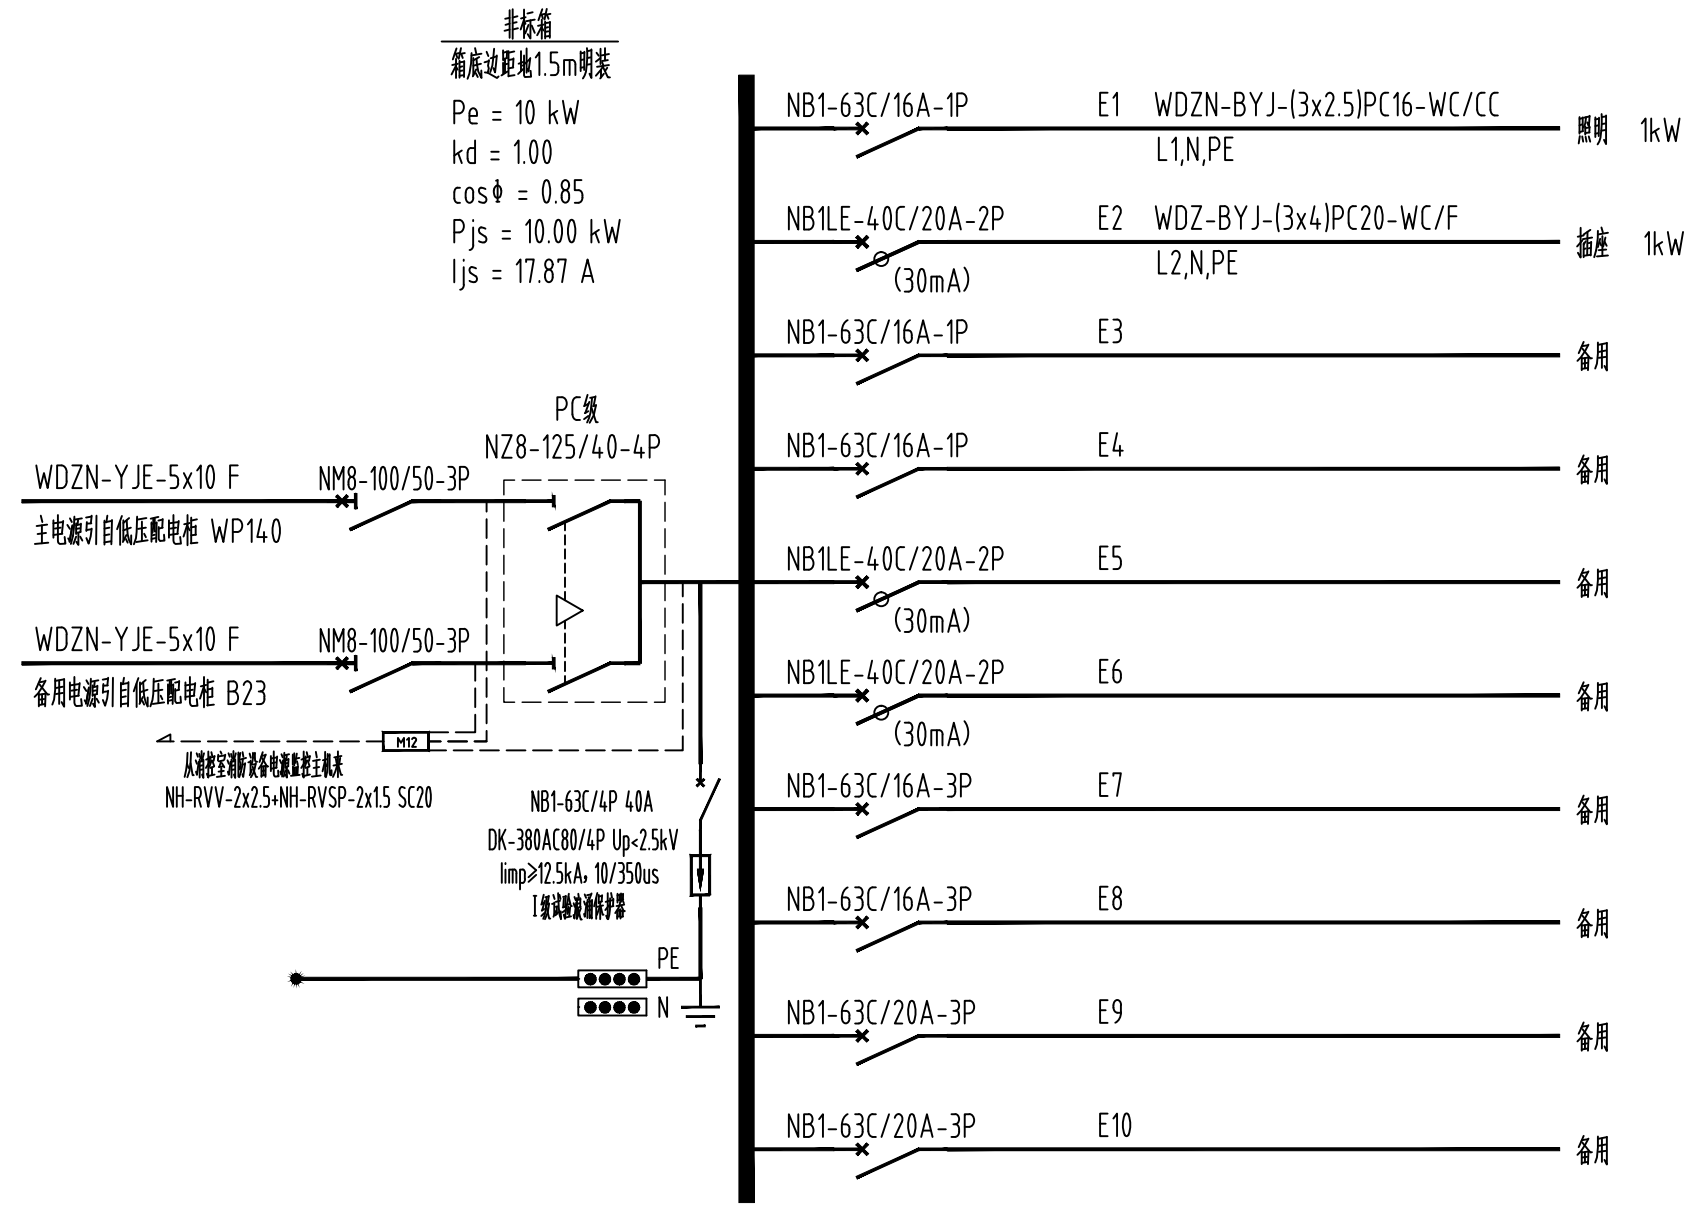 非标箱
箱底边距地1.5m明装
Pe = 10 kW
kd = 1.00
cosΦ = 0.85
Pjs = 10.00 kW
Ijs = 17.87 A
PC级
NZ8-125/40-4P
WDZN-YJE-5x10 F
NM8-100/50-3P
主电源引自低压配电柜 WP140
WDZN-YJE-5x10 F
NM8-100/50-3P
备用电源引自低压配电柜 B23
M12
从消控室消防设备电源监控主机来
NH-RVV-2x2.5+NH-RVSP-2x1.5 SC20
NB1-63C/4P 40A
DK-380AC80/4P Up<2.5kV
Iimp≥12.5kA, 10/350us
I级试验浪涌保护器
PE
N
NB1-63C/16A-1P E1 WDZN-BYJ-(3x2.5)PC16-WC/CC
L1,N,PE
照明 1kW
NB1LE-40C/20A-2P E2 WDZ-BYJ-(3x4)PC20-WC/F
(30mA)
L2,N,PE
插座 1kW
NB1-63C/16A-1P E3
备用
NB1-63C/16A-1P E4
备用
NB1LE-40C/20A-2P E5
(30mA)
备用
NB1LE-40C/20A-2P E6
(30mA)
备用
NB1-63C/16A-3P E7
备用
NB1-63C/16A-3P E8
备用
NB1-63C/20A-3P E9
备用
NB1-63C/20A-3P E10
备用